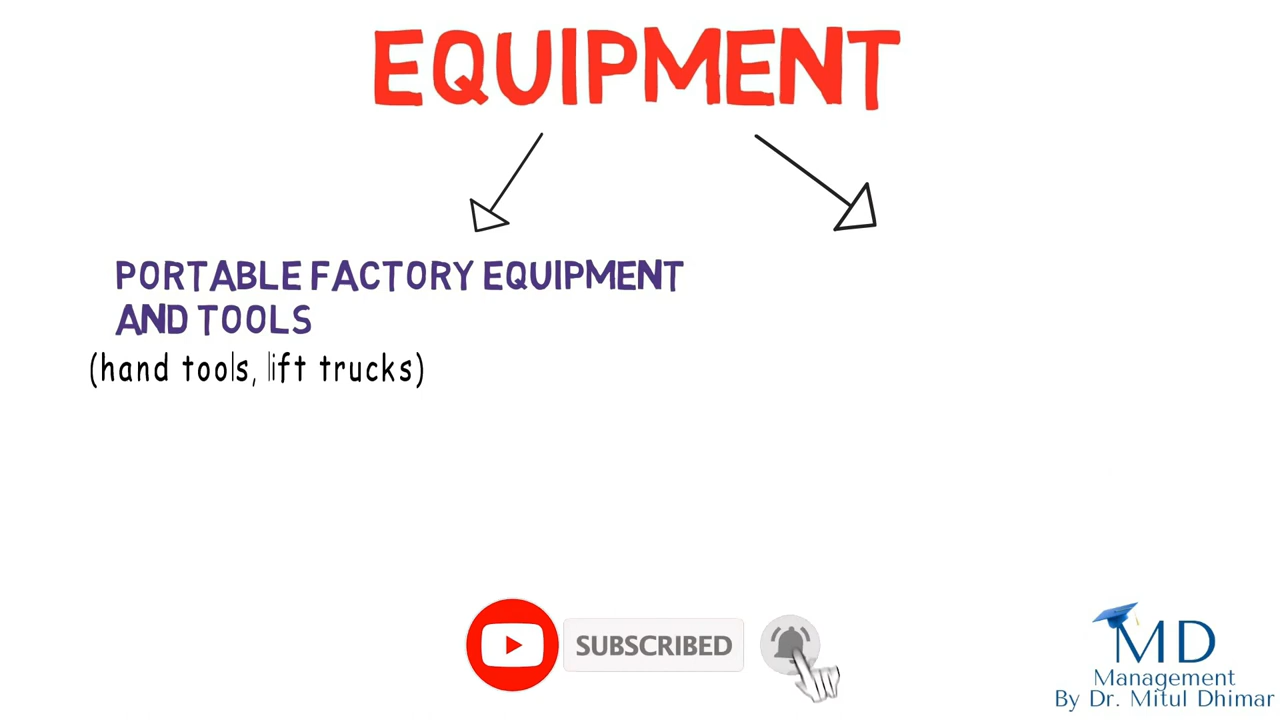 EQUIPMENT
PORTABLE FACTORY EQUIPMENT
AND TOOLS
(hand tools, lift trucks)
SUBSCRIBED
MD
Management
By Dr. Mitul Dhimar